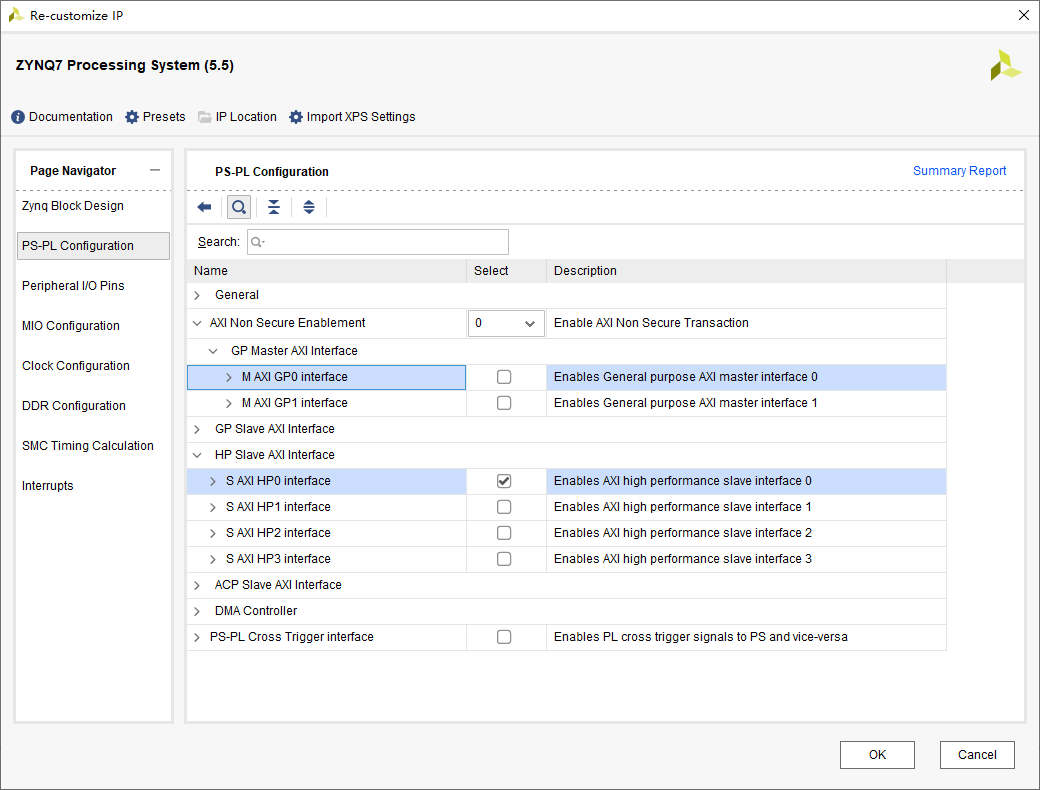 Re-customize IP
ZYNQ7 Processing System (5.5)
Documentation Presets IP Location Import XPS Settings
Page Navigator
Zynq Block Design
PS-PL Configuration
Peripheral I/O Pins
MIO Configuration
Clock Configuration
DDR Configuration
SMC Timing Calculation
Interrupts
PS-PL Configuration Summary Report
Search:
Name Select Description
General
AXI Non Secure Enablement 0 Enable AXI Non Secure Transaction
GP Master AXI Interface
M AXI GP0 interface Enables General purpose AXI master interface 0
M AXI GP1 interface Enables General purpose AXI master interface 1
GP Slave AXI Interface
HP Slave AXI Interface
S AXI HP0 interface Enables AXI high performance slave interface 0
S AXI HP1 interface Enables AXI high performance slave interface 1
S AXI HP2 interface Enables AXI high performance slave interface 2
S AXI HP3 interface Enables AXI high performance slave interface 3
ACP Slave AXI Interface
DMA Controller
PS-PL Cross Trigger interface Enables PL cross trigger signals to PS and vice-versa
OK Cancel